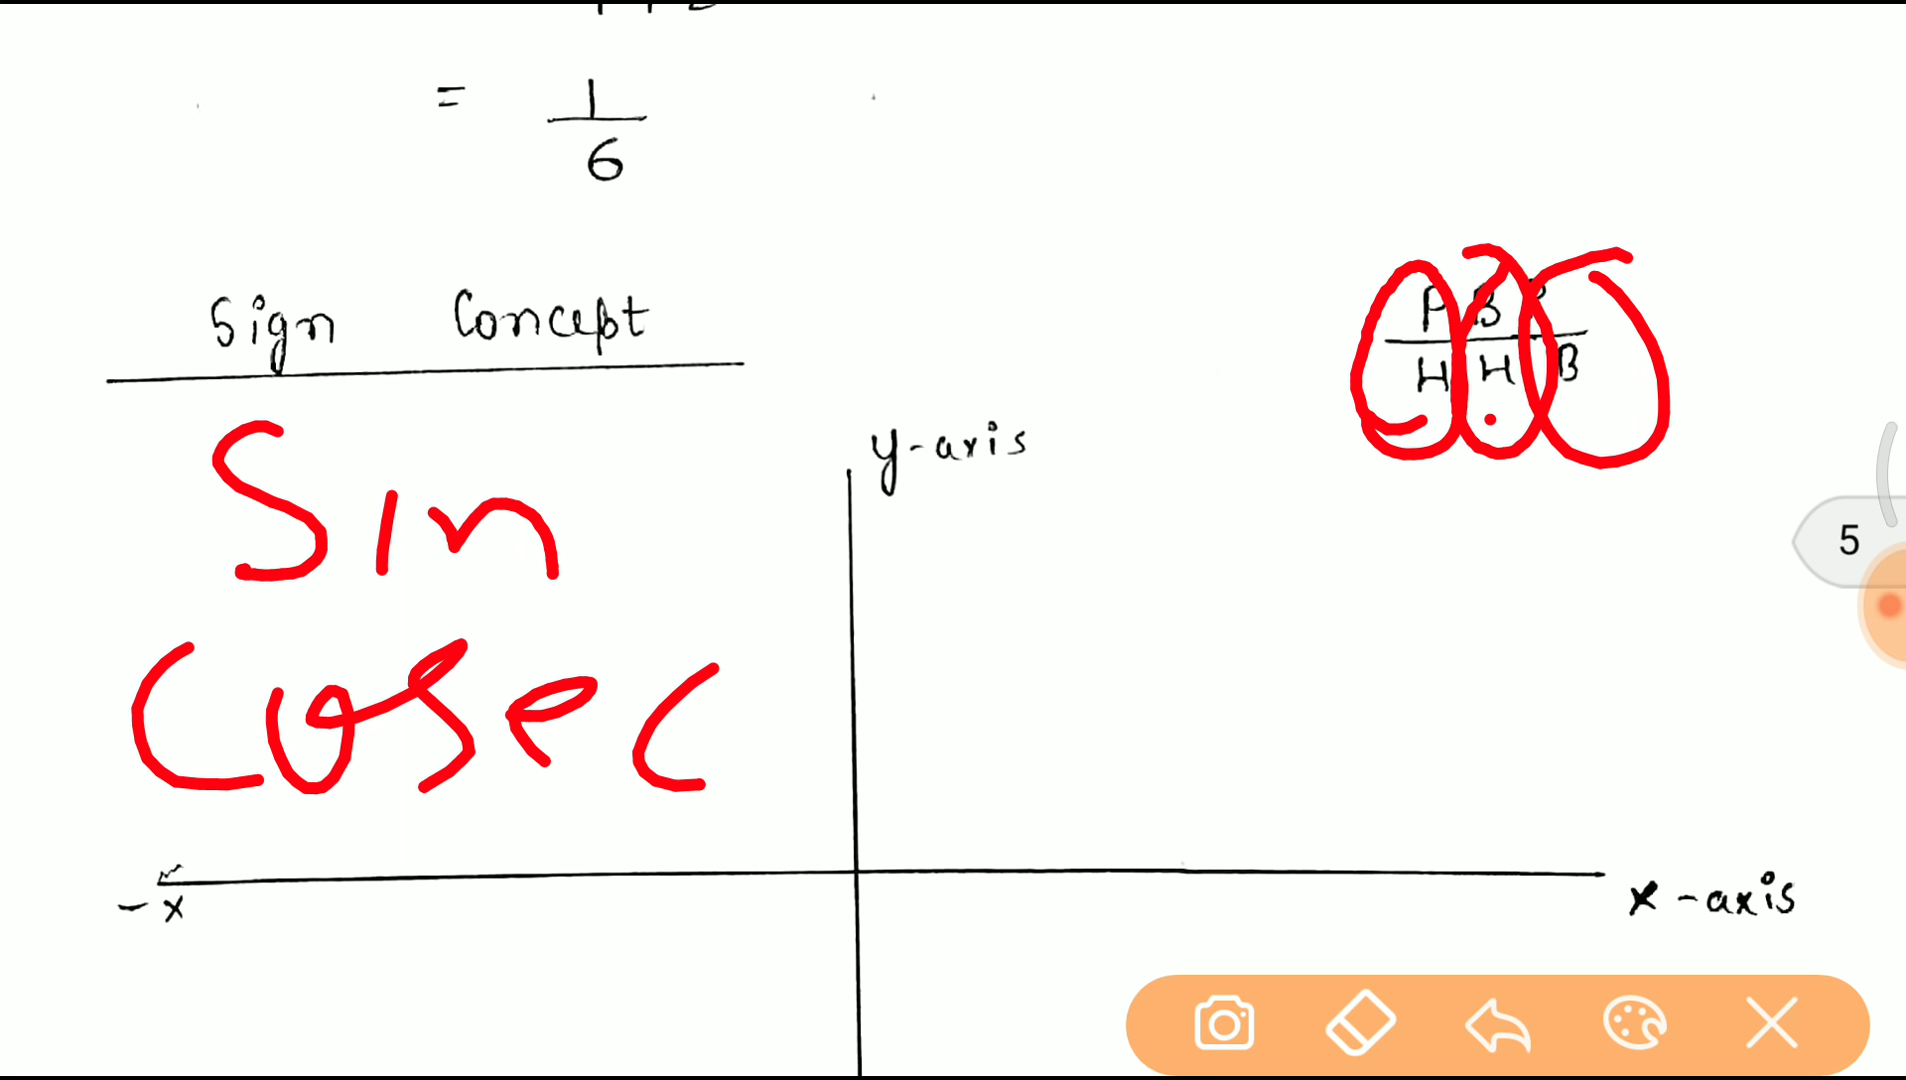 = 1
6
Sign Concept
P B P
H H B
Sin
y-axis
5
Cosec
-x
x-axis